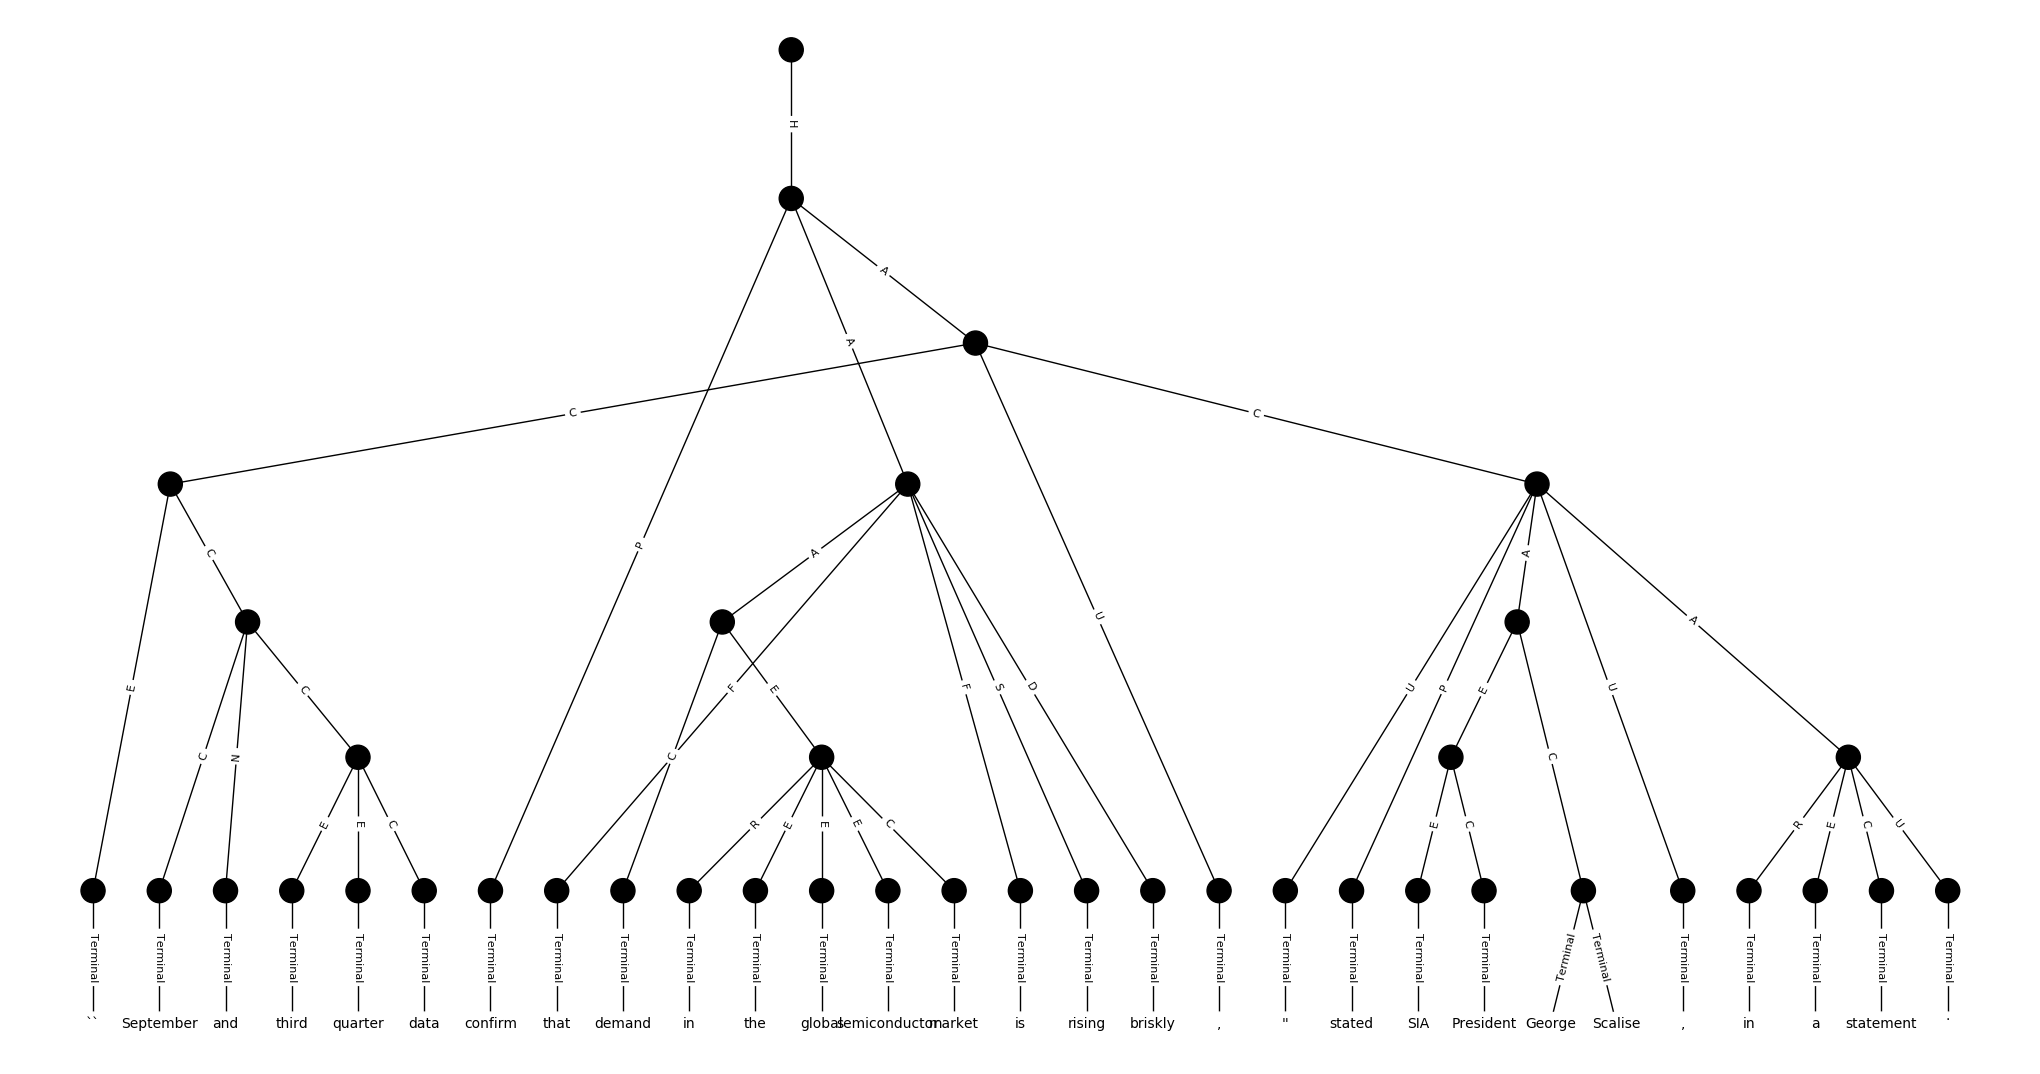 H
A
A
C
C
P
A
C
A
E
F
E
F
S
D
U
U
P
E
U
A
C
C
N
C
C
E
E
C
R
E
E
E
C
E
C
R
E
C
U
Terminal Terminal Terminal Terminal Terminal Terminal Terminal Terminal Terminal Terminal Terminal Terminal Terminal Terminal Terminal Terminal Terminal Terminal Terminal Terminal Terminal Terminal Terminal Terminal Terminal Terminal Terminal Terminal Terminal
`` September and third quarter data confirm that demand in the global semiconductor market is rising briskly , " stated SIA President George Scalise , in a statement .